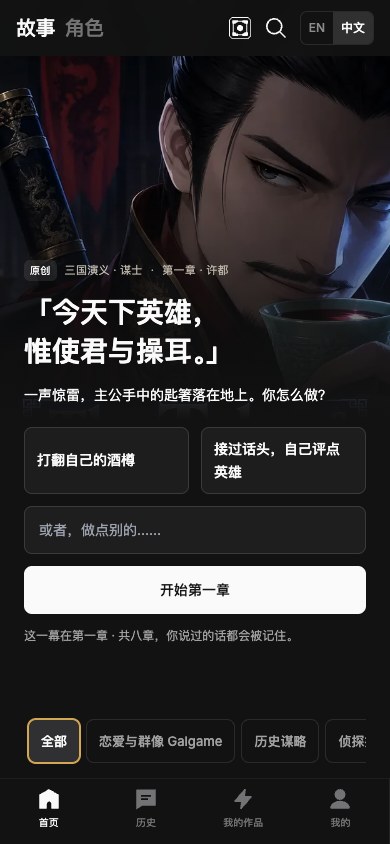 故事 角色 EN 中文
原创 三国演义·谋士 · 第一章·许都
「今天下英雄，
惟使君与操耳。」
一声惊雷，主公手中的匙箸落在地上。你怎么做？
打翻自己的酒樽
接过话头，自己评点
英雄
或者，做点别的……
开始第一章
这一幕在第一章 · 共八章，你说过的话都会被记住。
全部 恋爱与群像 Galgame 历史谋略 侦探
首页 历史 我的作品 我的